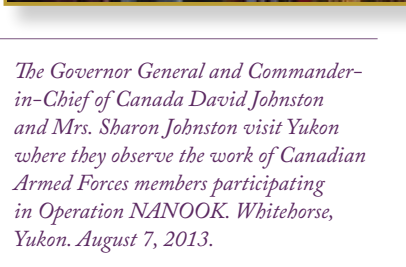 The Governor General and Commander-
in-Chief of Canada David Johnston
and Mrs. Sharon Johnston visit Yukon
where they observe the work of Canadian
Armed Forces members participating
in Operation NANOOK. Whitehorse,
Yukon. August 7, 2013.